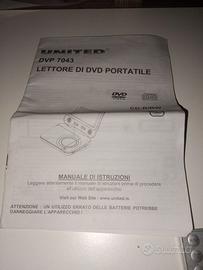 UNITED
DVP 7043
LETTORE DI DVD PORTATILE
DVD
MANUALE DI ISTRUZIONI
Leggere attentamente il manuale di istruzioni prima di procedere
all'utilizzo dell'apparecchio
Visit our Web Site : www.united.is
ATTENZIONE : UN UTILIZZO ERRATO DELLE BATTERIE POTREBBE
DANNEGGIARE L'APPARECCHIO !